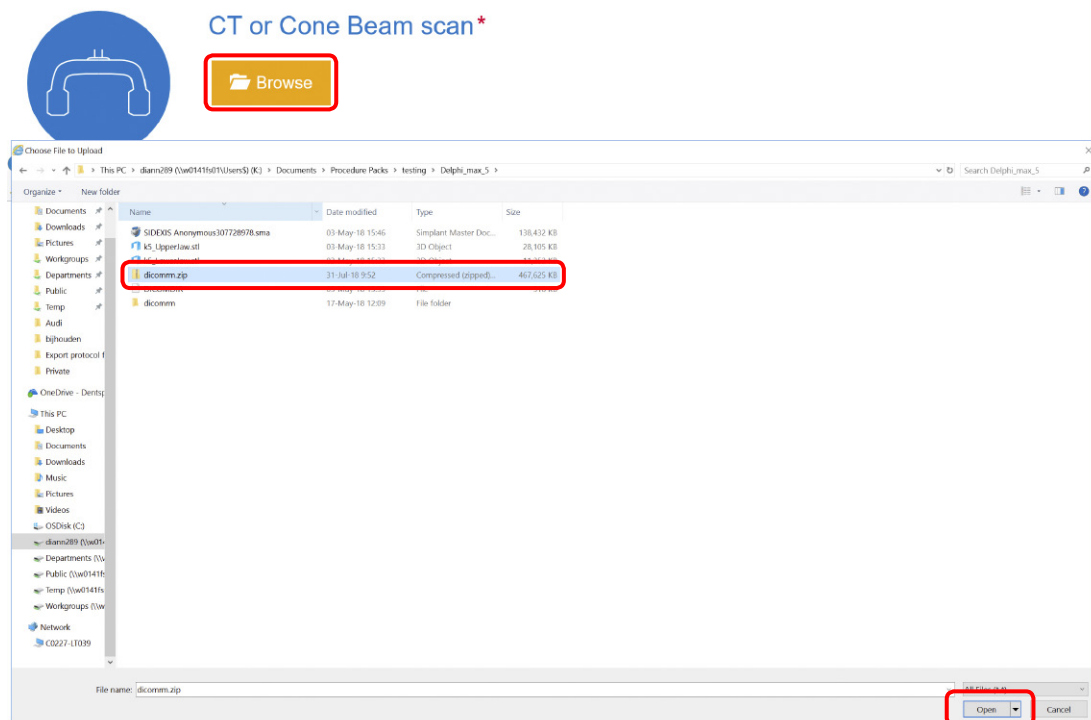 CT or Cone Beam scan*
Browse
Choose File to Upload
This PC > diann289 (\\w0141fs01\Users$) (K:) > Documents > Procedure Packs > testing > Delphi_max_5 >
Search Delphi_max_5
Organize
New folder
Name Date modified Type Size
SIDEXIS Anonymous307728978.sma 03-May-18 15:46 Simplant Master Doc... 138,432 KB
k5_UpperJaw.stl 03-May-18 15:33 3D Object 28,105 KB
dicomm.zip 31-Jul-18 9:52 Compressed (zipped)... 467,625 KB
dicomm 17-May-18 12:09 File folder
Documents
Downloads
Pictures
Workgroups
Departments
Public
Temp
Audi
bijhouden
Export protocol f
Private
OneDrive - Dentsp
This PC
Desktop
Documents
Downloads
Music
Pictures
Videos
OSDisk (C:)
diann289 (\\w014
Departments (\\w
Public (\\w0141fs
Temp (\\w0141fs
Workgroups (\\w
Network
C0227-LT039
File name: dicomm.zip
Open
Cancel